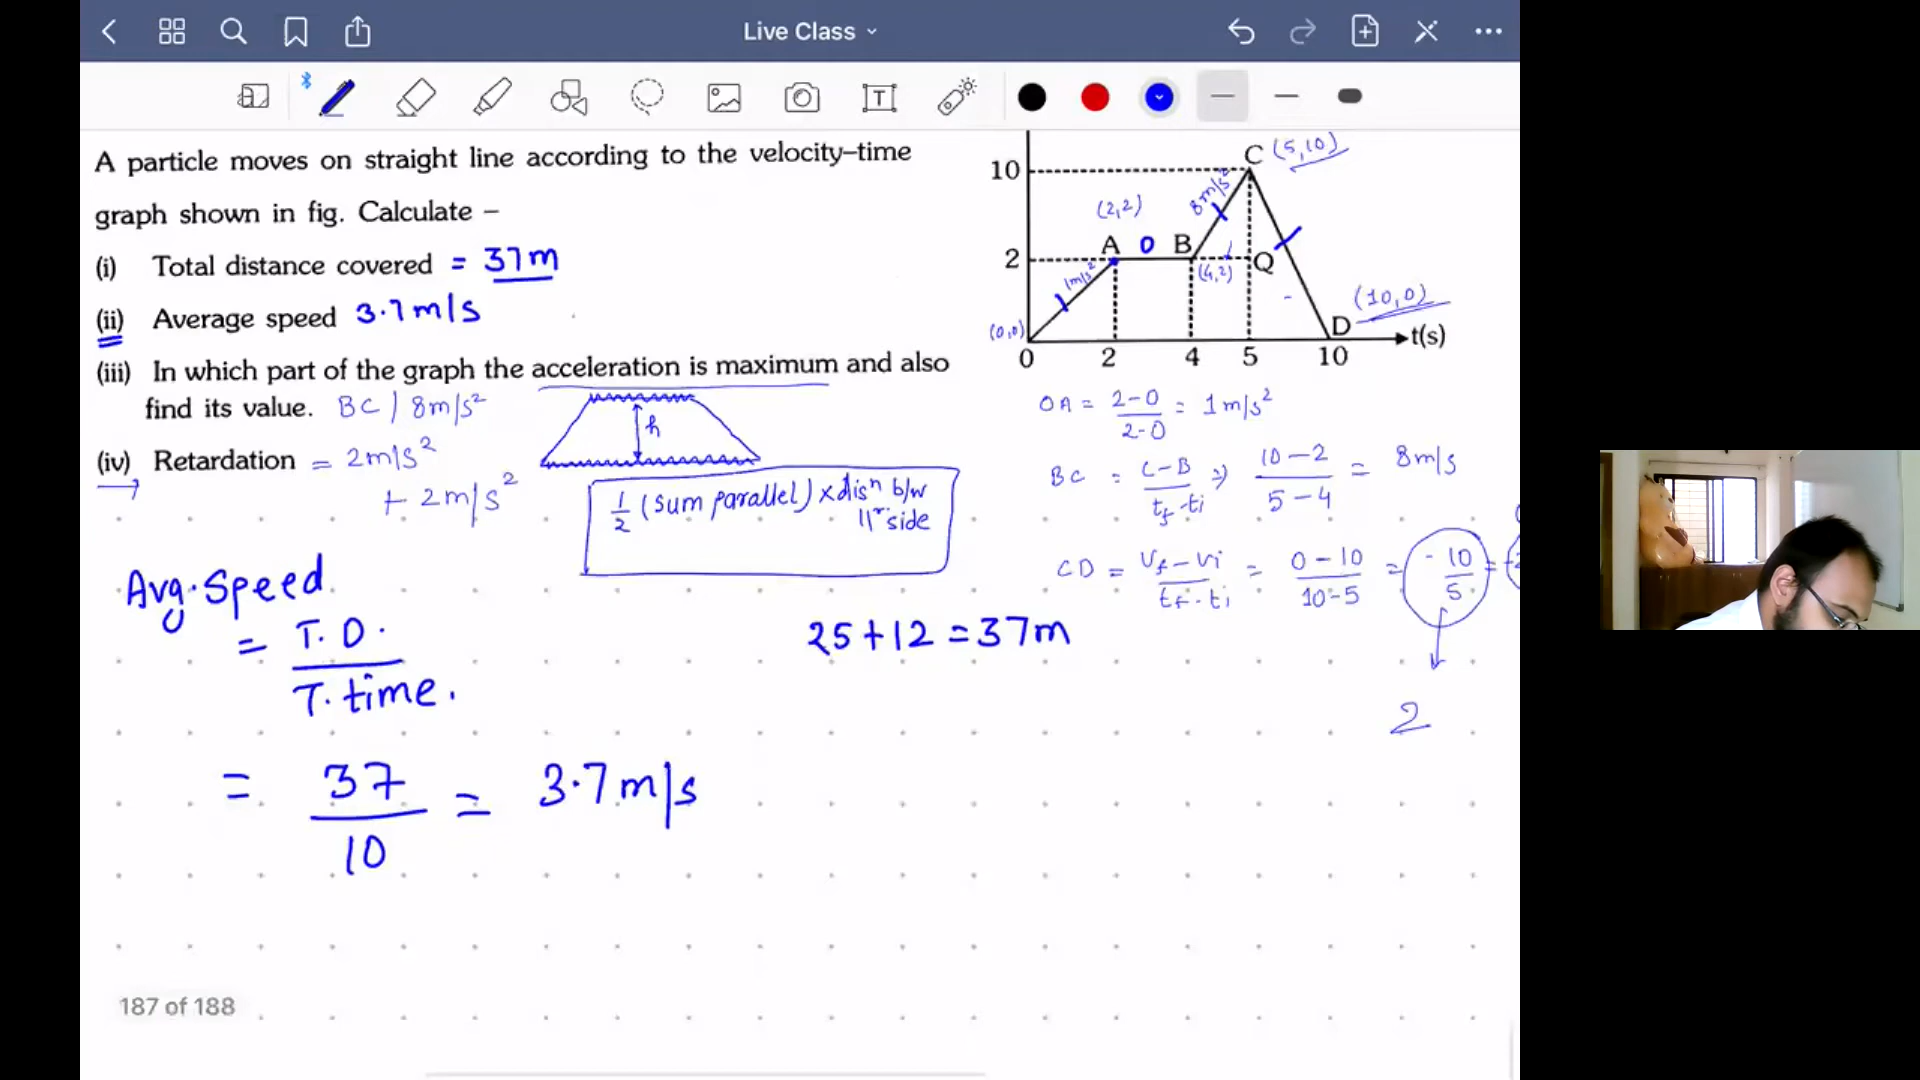 Live Class
A particle moves on straight line according to the velocity–time
graph shown in fig. Calculate –
(i) Total distance covered = 37m
(ii) Average speed 3.7 m/s
(iii) In which part of the graph the acceleration is maximum and also
find its value. BC / 8m/s²
(iv) Retardation = 2m/s²
+ 2m/s²
h
1/2 (sum parallel) x disⁿ b/w
11ʳ side
Avg. Speed
= T. D.
T. time.
25 + 12 = 37m
= 37/10 = 3.7 m/s
C (5,10)
10
8m/s²
(2,2)
A 0 B
2
Q
(4,2)
1m/s²
(10,0)
(0,0)
D
t(s)
0 2 4 5 10
OA = 2-0/2-0 = 1 m/s²
BC = C-B/tf-ti ⇒ 10-2/5-4 = 8m/s
CD = Vf-Vi/tf-ti = 0-10/10-5 = -10/5 =
2
187 of 188